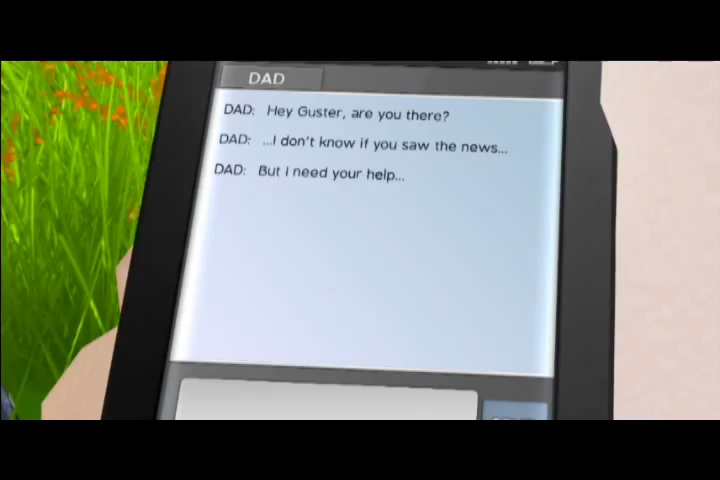 DAD
DAD: Hey Guster, are you there?
DAD: ...I don't know if you saw the news...
DAD: But I need your help...